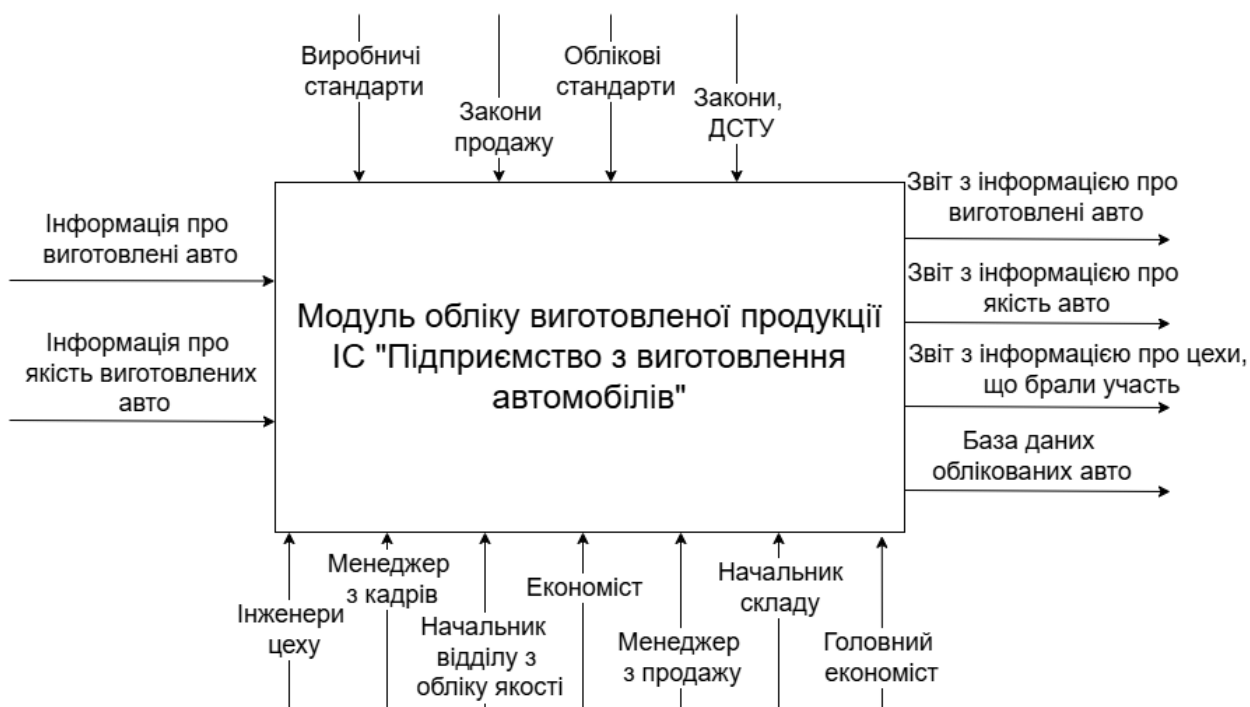 Виробничі
стандарти
Закони
продажу
Облікові
стандарти
Закони,
ДСТУ
Інформація про
виготовлені авто
Інформація про
якість виготовлених
авто
Модуль обліку виготовленої продукції
ІС "Підприємство з виготовлення
автомобілів"
Звіт з інформацією про
виготовлені авто
Звіт з інформацією про
якість авто
Звіт з інформацією про цехи,
що брали участь
База даних
облікованих авто
Інженери
цеху
Менеджер
з кадрів
Начальник
відділу з
обліку якості
Економіст
Менеджер
з продажу
Начальник
складу
Головний
економіст